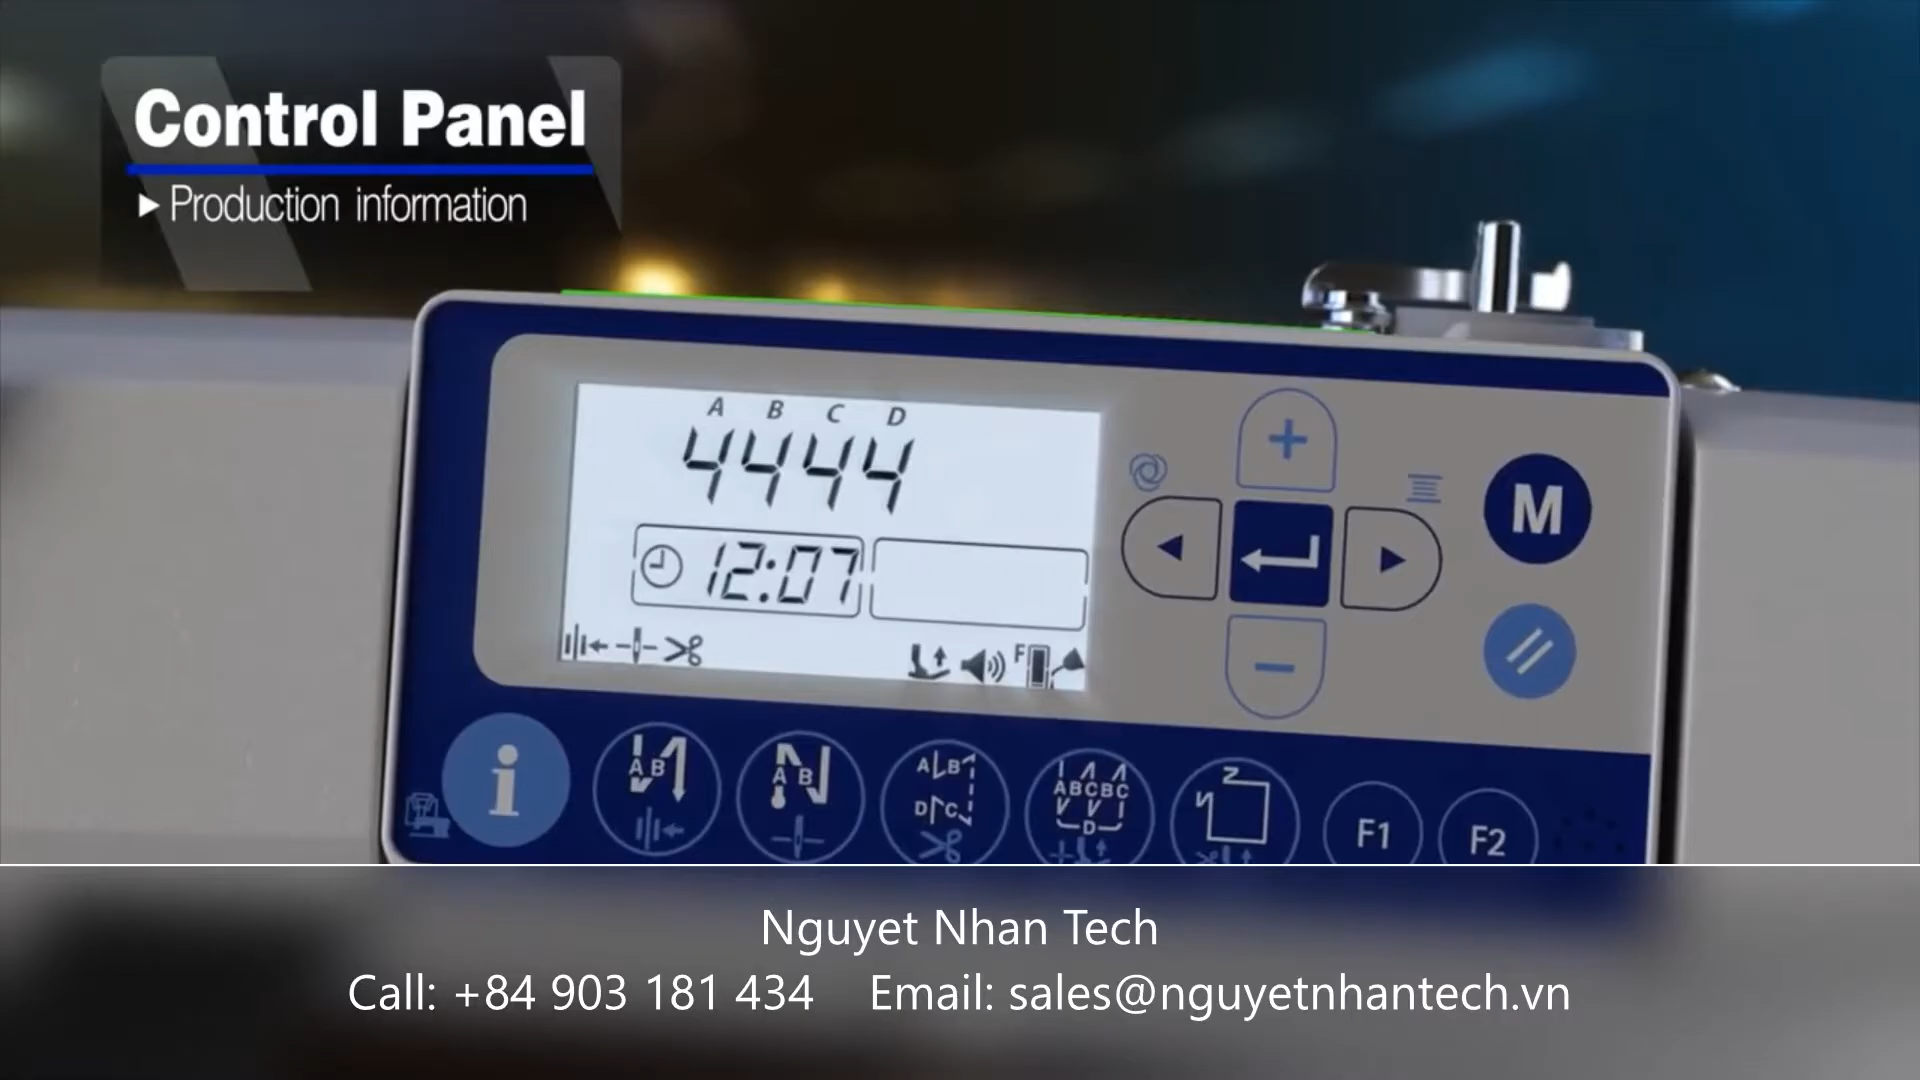 Control Panel
Production information
A B C D
4444
12:07
F
M
i
A B
A B
A B
D C
ABCBC
D
F1
F2
Nguyet Nhan Tech
Call: +84 903 181 434 Email: sales@nguyetnhantech.vn